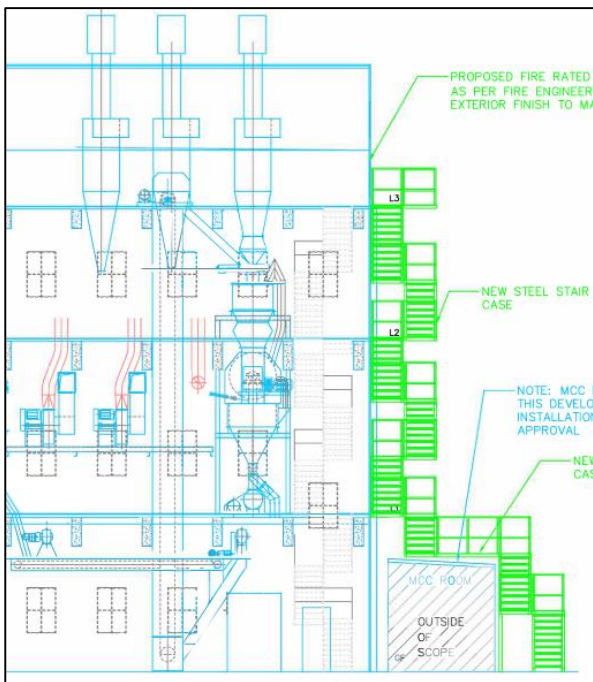 PROPOSED FIRE RATED
AS PER FIRE ENGINEER
EXTERIOR FINISH TO MA
L3
NEW STEEL STAIR
CASE
L2
NOTE: MCC
THIS DEVELO
INSTALLATION
APPROVAL
NEW
CAS
L1
MCC ROOM
OUTSIDE
OF
SCOPE
GF